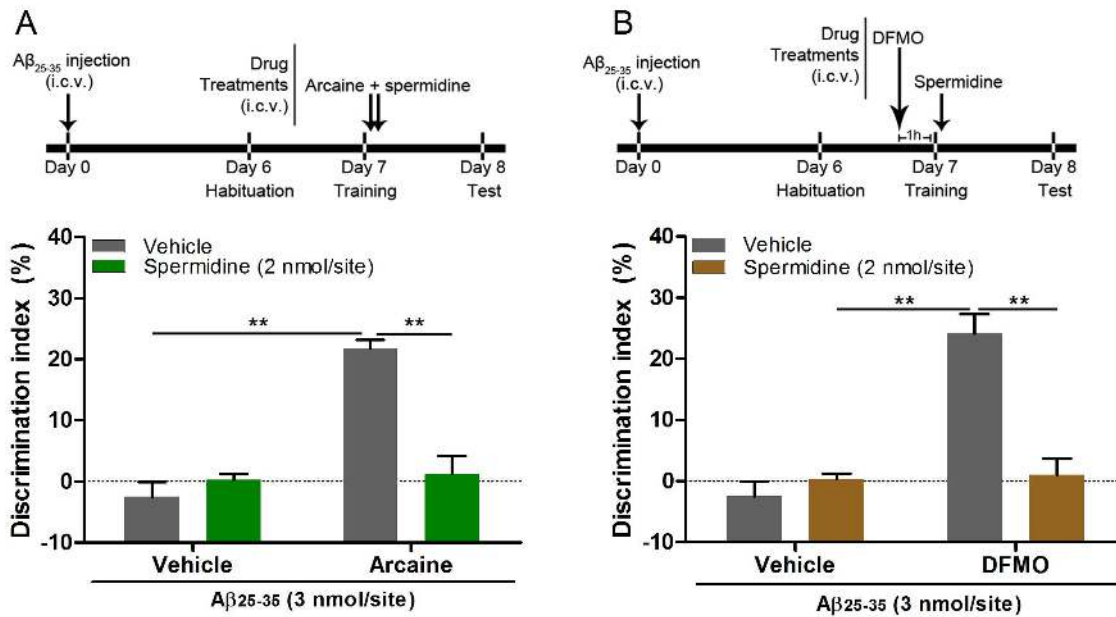 A
Aβ25-35 injection
(i.c.v.)
Drug
Treatments
(i.c.v.)
Arcaine + spermidine
Day 0
Day 6
Day 7
Day 8
Habituation
Training
Test
40
30
20
10
0
-10
Discrimination index (%)
Vehicle
Spermidine (2 nmol/site)
**
**
Vehicle
Arcaine
Aβ25-35 (3 nmol/site)
B
Aβ25-35 injection
(i.c.v.)
Drug
Treatments
(i.c.v.)
DFMO
Spermidine
1h
Day 0
Day 6
Day 7
Day 8
Habituation
Training
Test
40
30
20
10
0
-10
Discrimination index (%)
Vehicle
Spermidine (2 nmol/site)
**
**
Vehicle
DFMO
Aβ25-35 (3 nmol/site)